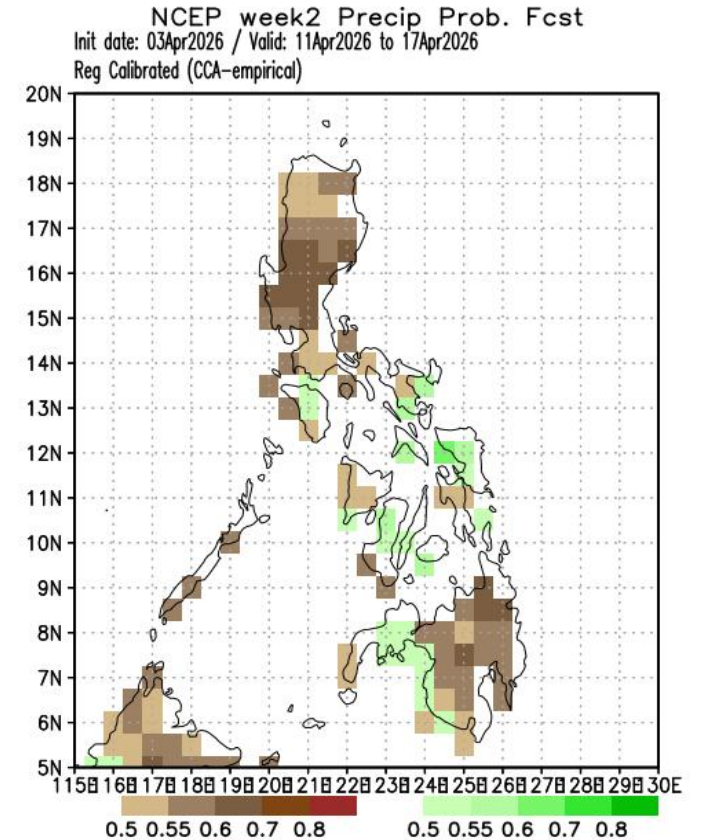 NCEP week2 Precip Prob. Fcst
Init date: 03Apr2026 / Valid: 11Apr2026 to 17Apr2026
Reg Calibrated (CCA-empirical)
20N
19N
18N
17N
16N
15N
14N
13N
12N
11N
10N
9N
8N
7N
6N
5N
115E 116E 117E 118E 119E 120E 121E 122E 123E 124E 125E 126E 127E 128E 129E 130E
0.5 0.55 0.6 0.7 0.8 0.5 0.55 0.6 0.7 0.8